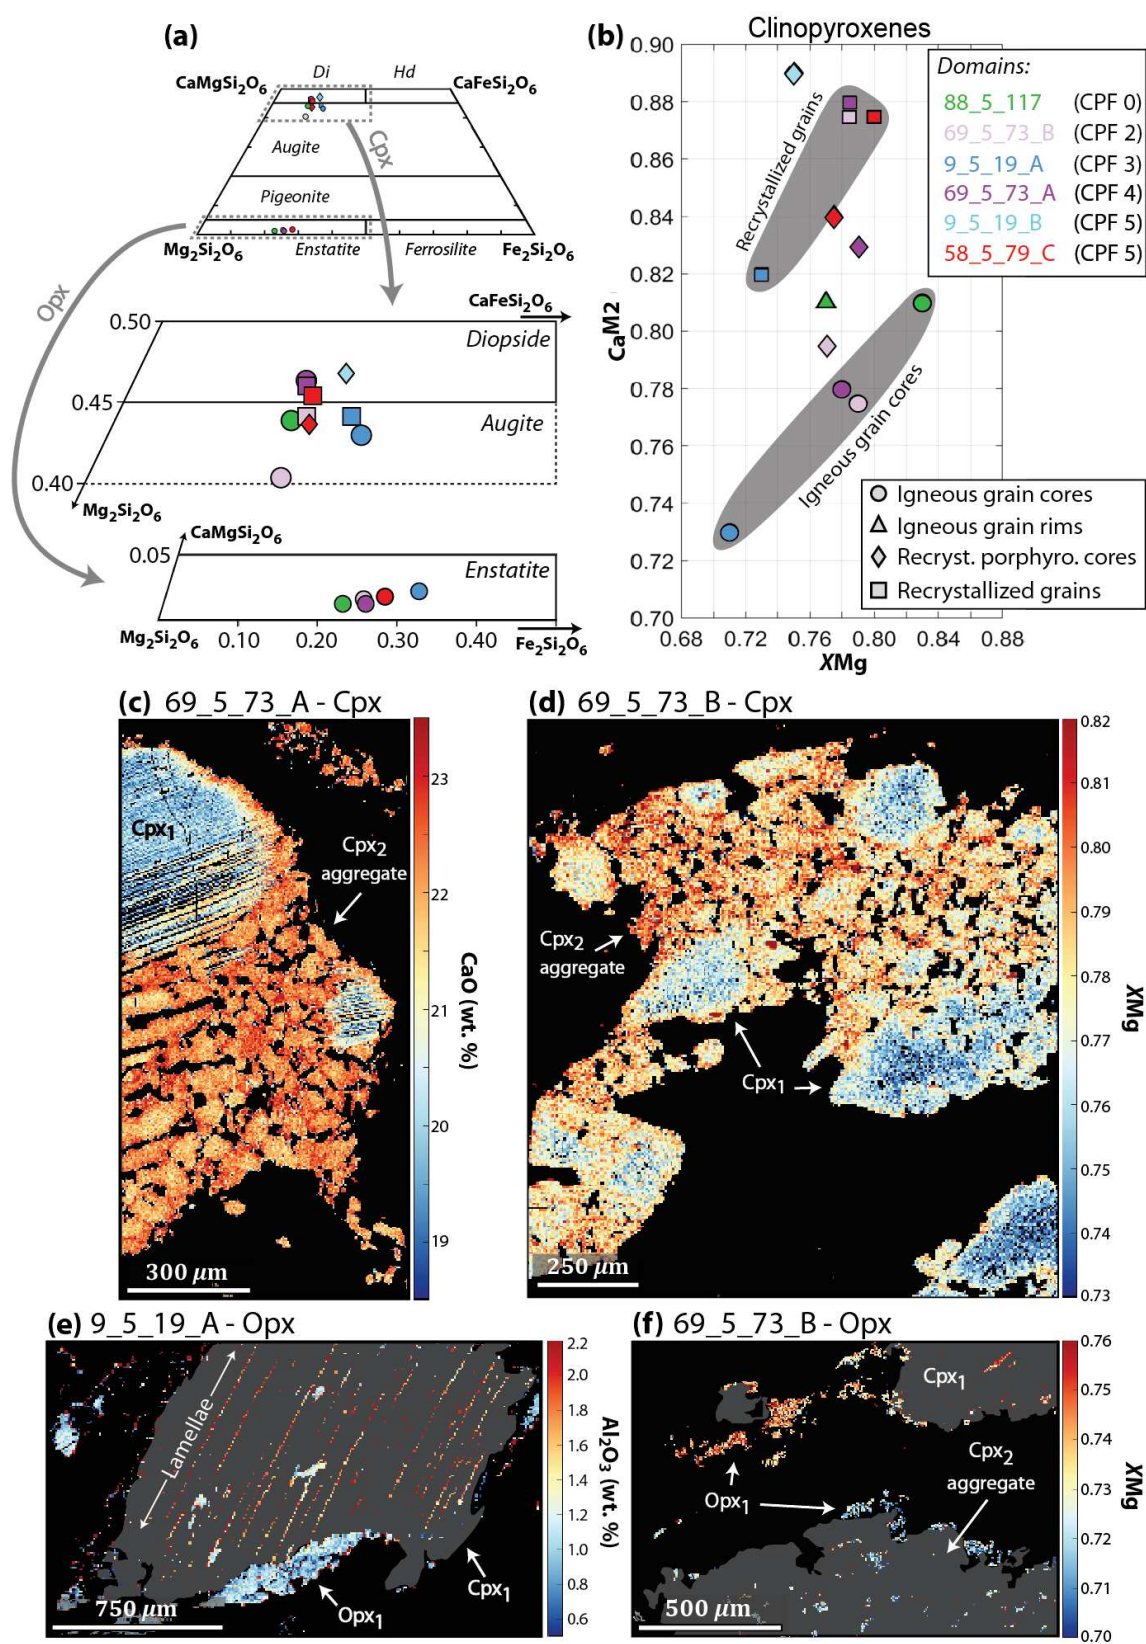 (a)
Di
Hd
CaMgSi2O6
CaFeSi2O6
Augite
Cpx
Pigeonite
Mg2Si2O6
Enstatite
Ferrosilite
Fe2Si2O6
Opx
CaFeSi2O6
0.50
Diopside
0.45
Augite
0.40
Mg2Si2O6
CaMgSi2O6
0.05
Enstatite
Mg2Si2O6
0.10
0.20
0.30
0.40
Fe2Si2O6
(b)
Clinopyroxenes
0.90
0.88
0.86
0.84
0.82
0.80
0.78
0.76
0.74
0.72
0.70
CaM2
0.68
0.72
0.76
0.80
0.84
0.88
XMg
Recrystallized grains
Igneous grain cores
Domains:
88_5_117 (CPF 0)
69_5_73_B (CPF 2)
9_5_19_A (CPF 3)
69_5_73_A (CPF 4)
9_5_19_B (CPF 5)
58_5_79_C (CPF 5)
Igneous grain cores
Igneous grain rims
Recryst. porphyro. cores
Recrystallized grains
(c) 69_5_73_A - Cpx
Cpx1
Cpx2
aggregate
300 μm
23
22
21
20
19
CaO (wt. %)
(d) 69_5_73_B - Cpx
Cpx2
aggregate
Cpx1
250 μm
0.82
0.81
0.80
0.79
0.78
0.77
0.76
0.75
0.74
0.73
XMg
(e) 9_5_19_A - Opx
Lamellae
Cpx1
Opx1
750 μm
2.2
2.0
1.8
1.6
1.4
1.2
1.0
0.8
0.6
Al2O3 (wt. %)
(f) 69_5_73_B - Opx
Cpx1
Cpx2
aggregate
Opx1
500 μm
0.76
0.75
0.74
0.73
0.72
0.71
0.70
XMg